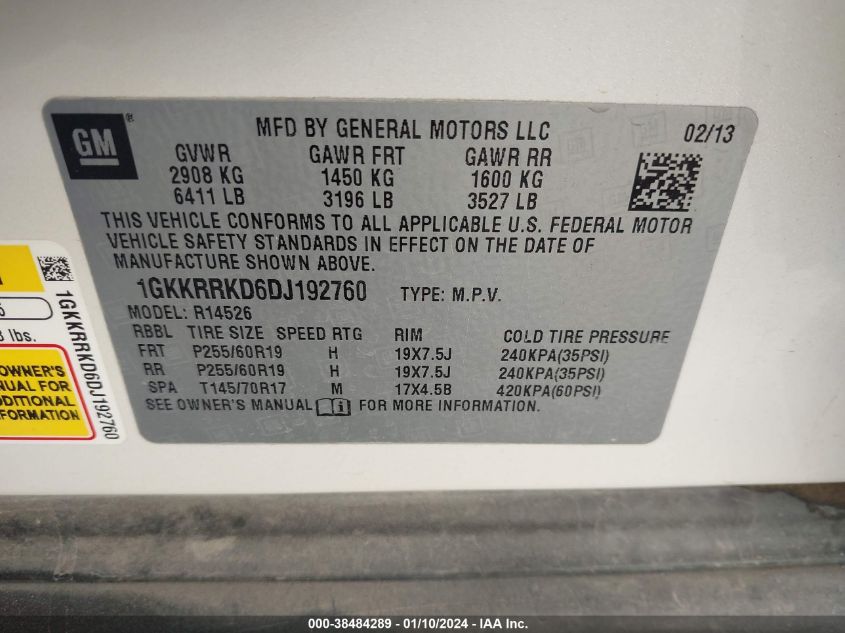 GM ®
MFD BY GENERAL MOTORS LLC 02/13
GVWR GAWR FRT GAWR RR
2908 KG 1450 KG 1600 KG
6411 LB 3196 LB 3527 LB
THIS VEHICLE CONFORMS TO ALL APPLICABLE U.S. FEDERAL MOTOR
VEHICLE SAFETY STANDARDS IN EFFECT ON THE DATE OF
MANUFACTURE SHOWN ABOVE.
1GKKRRKD6DJ192760 TYPE: M.P.V.
MODEL: R14526
RBBL TIRE SIZE SPEED RTG RIM COLD TIRE PRESSURE
FRT P255/60R19 H 19X7.5J 240KPA(35PSI)
RR P255/60R19 H 19X7.5J 240KPA(35PSI)
SPA T145/70R17 M 17X4.5B 420KPA(60PSI)
SEE OWNER'S MANUAL FOR MORE INFORMATION.
lbs.
OWNER'S
MANUAL FOR
ADDITIONAL
INFORMATION
1GKKRRKD6DJ192760
000-38484289 - 01/10/2024 - IAA Inc.